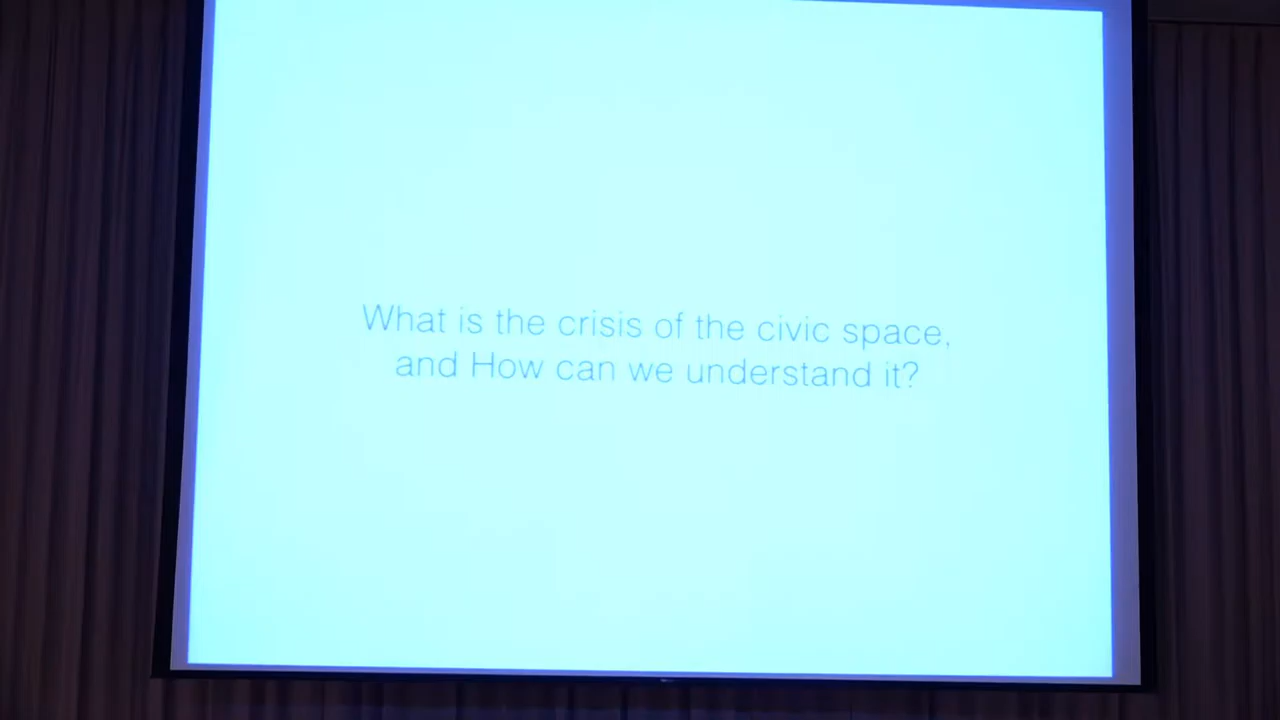 What is the crisis of the civic space,
and How can we understand it?